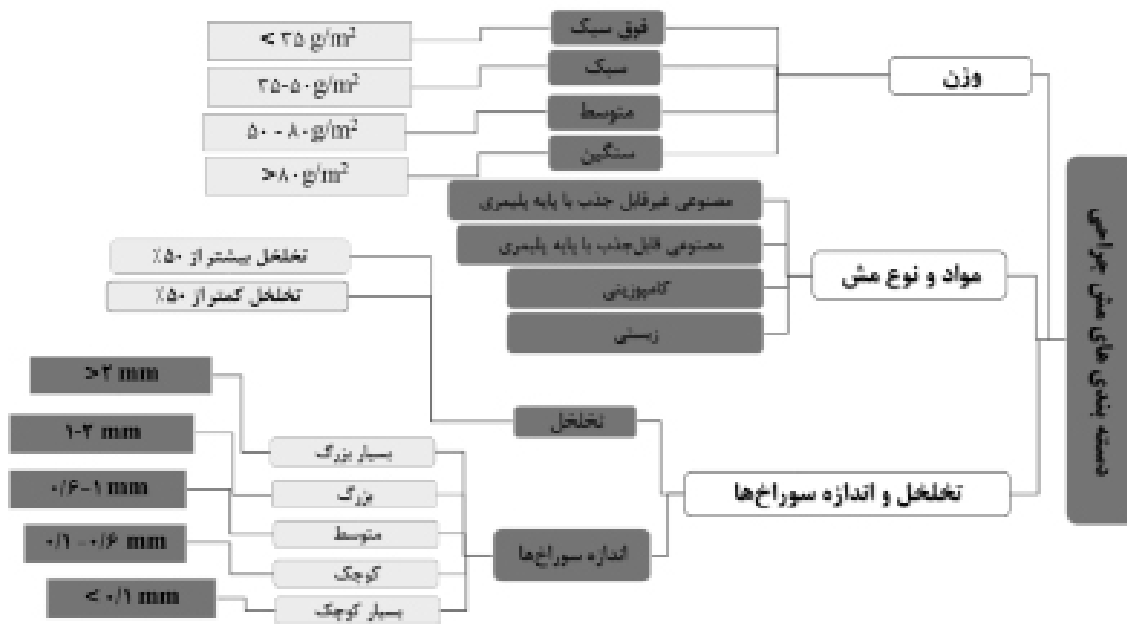 دسته بندی های مش جراحی
وزن
فوق سبک
< ۳۵ g/m²
سبک
۳۵-۵۰ g/m²
متوسط
۵۰ - ۸۰ g/m²
سنگین
>۸۰ g/m²
مواد و نوع مش
مصنوعی غیرقابل جذب با پایه پلیمری
مصنوعی قابل‌جذب با پایه پلیمری
کامپوزیتی
زیستی
تخلخل و اندازه سوراخ‌ها
تخلخل
تخلخل بیشتر از ۵۰٪
تخلخل کمتر از ۵۰٪
اندازه سوراخ‌ها
بسیار بزرگ
>۲ mm
بزرگ
۱-۲ mm
متوسط
۰/۶-۱ mm
کوچک
۰/۱ -۰/۶ mm
بسیار کوچک
< ۰/۱ mm